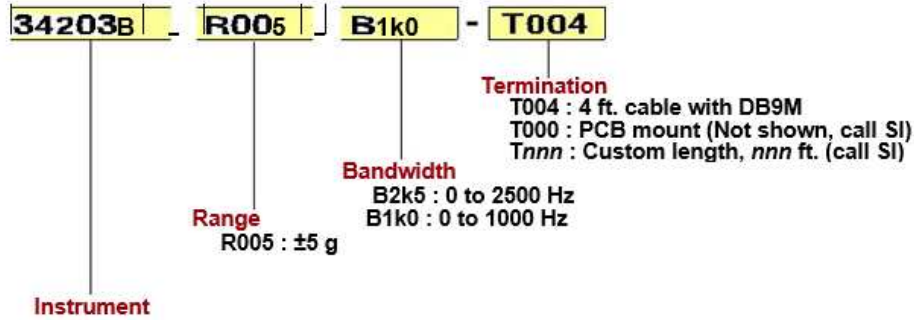 34203B _ R005 B1k0 - T004
Termination
T004 : 4 ft. cable with DB9M
T000 : PCB mount (Not shown, call SI)
Tnnn : Custom length, nnn ft. (call SI)
Bandwidth
B2k5 : 0 to 2500 Hz
B1k0 : 0 to 1000 Hz
Range
R005 : ±5 g
Instrument